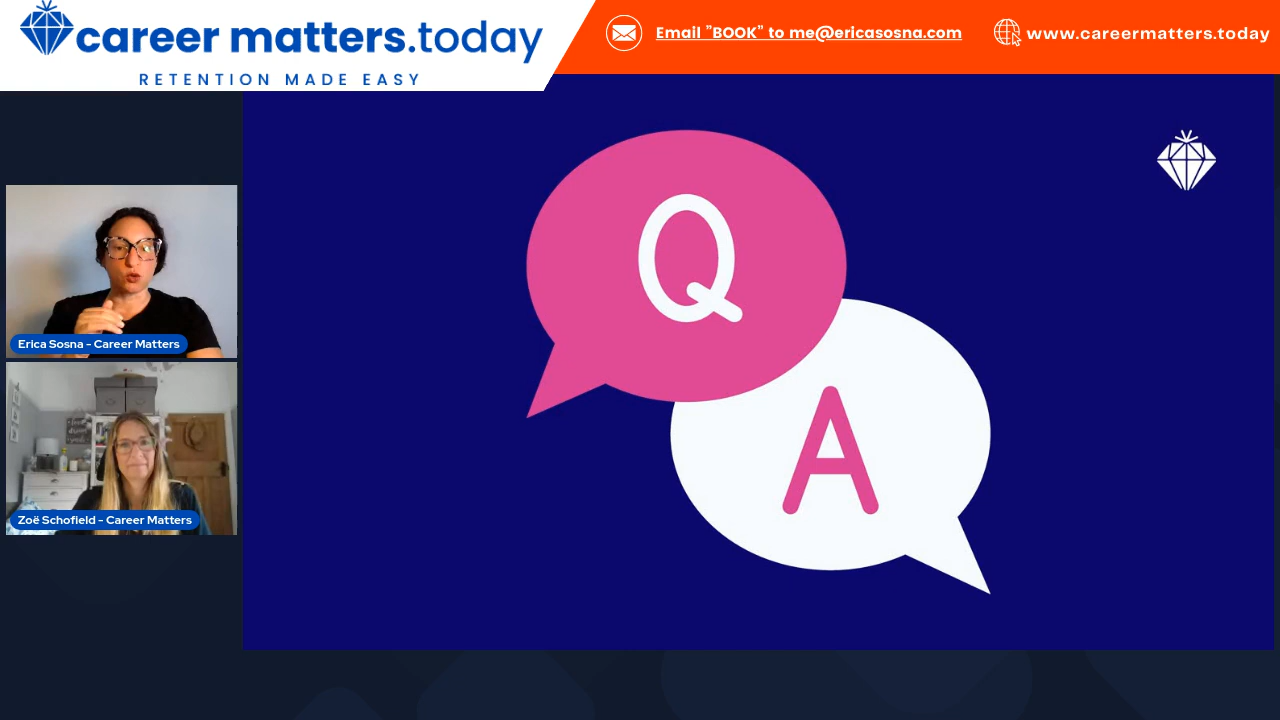 career matters.today
RETENTION MADE EASY
Email "BOOK" to me@ericasosna.com
www.careermatters.today
Q
A
Erica Sosna - Career Matters
Zoë Schofield - Career Matters